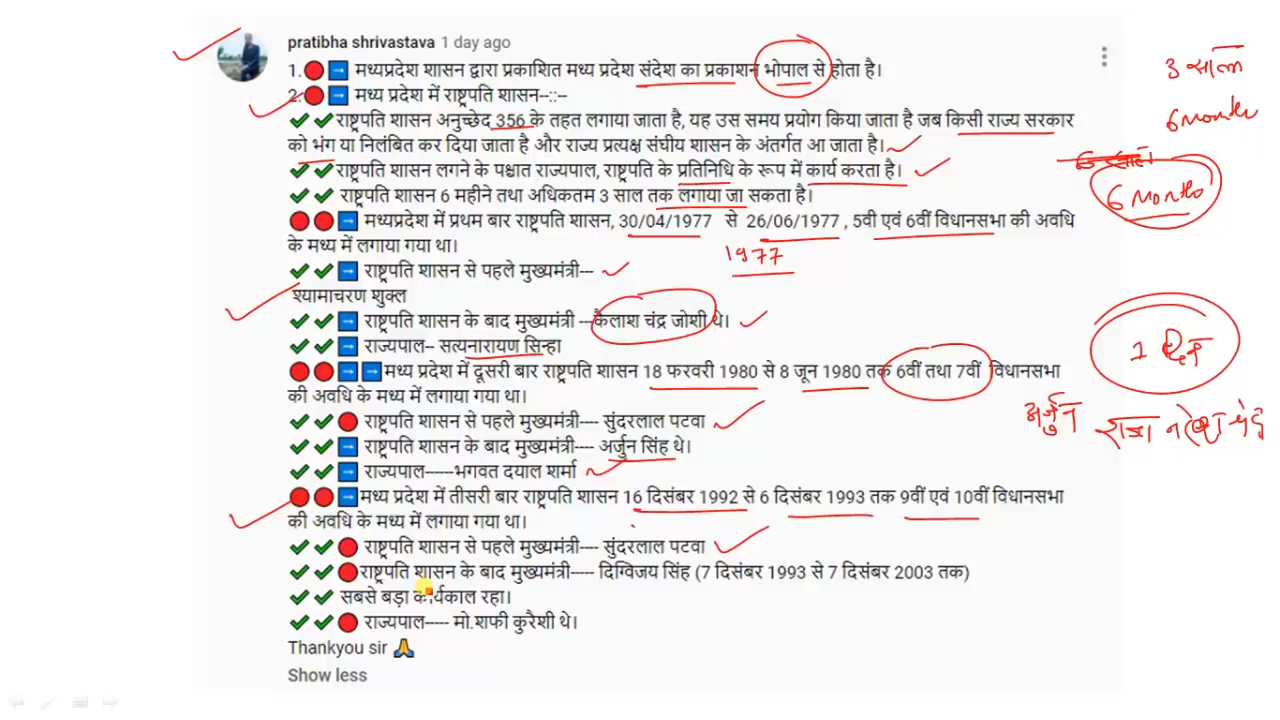 pratibha shrivastava 1 day ago
1. मध्यप्रदेश शासन द्वारा प्रकाशित मध्य प्रदेश संदेश का प्रकाशन भोपाल से होता है।
2. मध्य प्रदेश में राष्ट्रपति शासन--::--
राष्ट्रपति शासन अनुच्छेद 356 के तहत लगाया जाता है, यह उस समय प्रयोग किया जाता है जब किसी राज्य सरकार
को भंग या निलंबित कर दिया जाता है और राज्य प्रत्यक्ष संघीय शासन के अंतर्गत आ जाता है।
राष्ट्रपति शासन लगने के पश्चात राज्यपाल, राष्ट्रपति के प्रतिनिधि के रूप में कार्य करता है।
राष्ट्रपति शासन 6 महीने तथा अधिकतम 3 साल तक लगाया जा सकता है।
मध्यप्रदेश में प्रथम बार राष्ट्रपति शासन, 30/04/1977 से 26/06/1977 , 5वी एवं 6वीं विधानसभा की अवधि
के मध्य में लगाया गया था।
1977
राष्ट्रपति शासन से पहले मुख्यमंत्री---
श्यामाचरण शुक्ल
राष्ट्रपति शासन के बाद मुख्यमंत्री ---कैलाश चंद्र जोशी थे।
राज्यपाल-- सत्यनारायण सिन्हा
मध्य प्रदेश में दूसरी बार राष्ट्रपति शासन 18 फरवरी 1980 से 8 जून 1980 तक 6वीं तथा 7वीं विधानसभा
की अवधि के मध्य में लगाया गया था।
राष्ट्रपति शासन से पहले मुख्यमंत्री---- सुंदरलाल पटवा
राष्ट्रपति शासन के बाद मुख्यमंत्री---- अर्जुन सिंह थे।
राज्यपाल-----भगवत दयाल शर्मा
मध्य प्रदेश में तीसरी बार राष्ट्रपति शासन 16 दिसंबर 1992 से 6 दिसंबर 1993 तक 9वीं एवं 10वीं विधानसभा
की अवधि के मध्य में लगाया गया था।
राष्ट्रपति शासन से पहले मुख्यमंत्री---- सुंदरलाल पटवा
राष्ट्रपति शासन के बाद मुख्यमंत्री---- दिग्विजय सिंह (7 दिसंबर 1993 से 7 दिसंबर 2003 तक)
सबसे बड़ा कार्यकाल रहा।
राज्यपाल----- मो.शफी कुरैशी थे।
Thankyou sir
Show less
3 साल
6 month
6 month
1 दिन
अर्जुन
राजा